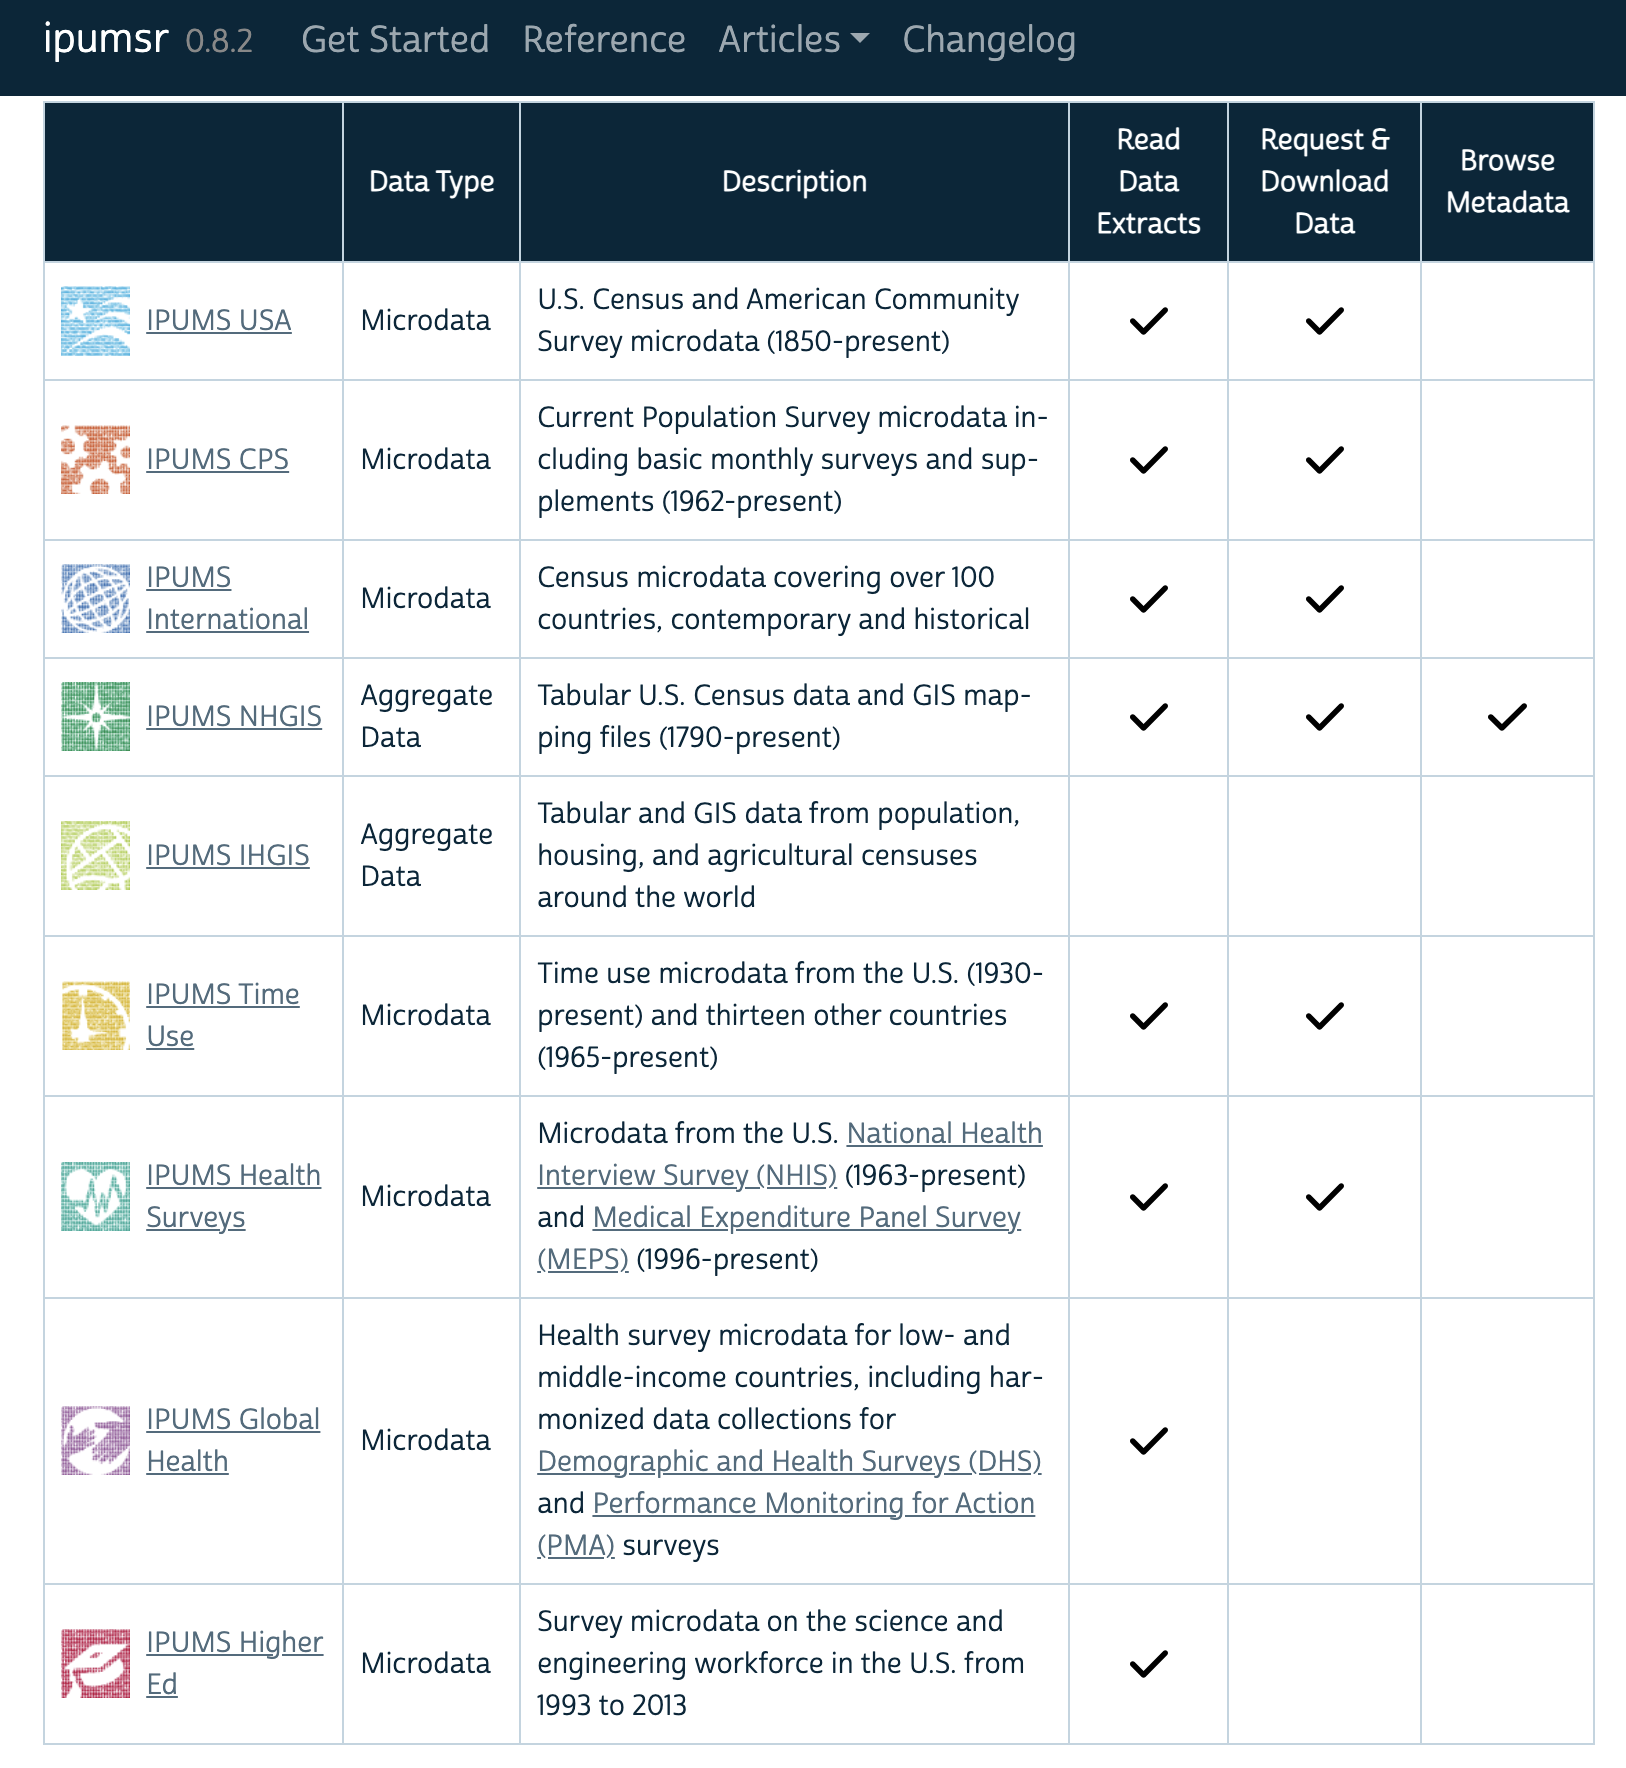 ipumsr 0.8.2 Get Started Reference Articles Changelog
Data Type
Description
Read
Data
Extracts
Request &
Download
Data
Browse
Metadata
IPUMS USA
Microdata
U.S. Census and American Community
Survey microdata (1850-present)
IPUMS CPS
Microdata
Current Population Survey microdata in-
cluding basic monthly surveys and sup-
plements (1962-present)
IPUMS
International
Microdata
Census microdata covering over 100
countries, contemporary and historical
IPUMS NHGIS
Aggregate
Data
Tabular U.S. Census data and GIS map-
ping files (1790-present)
IPUMS IHGIS
Aggregate
Data
Tabular and GIS data from population,
housing, and agricultural censuses
around the world
IPUMS Time
Use
Microdata
Time use microdata from the U.S. (1930-
present) and thirteen other countries
(1965-present)
IPUMS Health
Surveys
Microdata
Microdata from the U.S. National Health
Interview Survey (NHIS) (1963-present)
and Medical Expenditure Panel Survey
(MEPS) (1996-present)
IPUMS Global
Health
Microdata
Health survey microdata for low- and
middle-income countries, including har-
monized data collections for
Demographic and Health Surveys (DHS)
and Performance Monitoring for Action
(PMA) surveys
IPUMS Higher
Ed
Microdata
Survey microdata on the science and
engineering workforce in the U.S. from
1993 to 2013